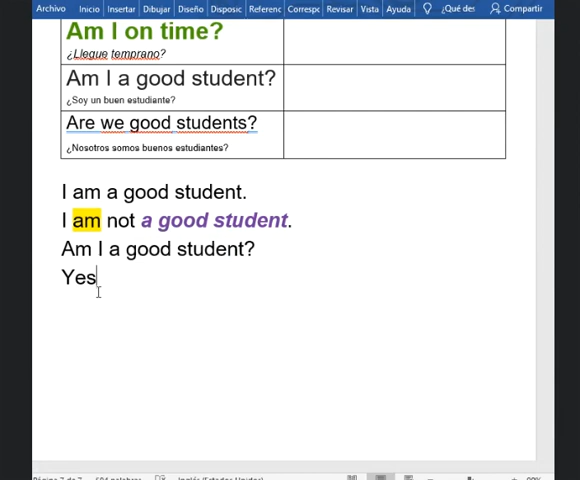 Archivo Inicio Insertar Dibujar Diseño Disposic Referenc Correspo Revisar Vista Ayuda ¿Qué des Compartir
Am I on time?
¿Llegue temprano?
Am I a good student?
¿Soy un buen estudiante?
Are we good students?
¿Nosotros somos buenos estudiantes?
I am a good student.
I am not a good student.
Am I a good student?
Yes